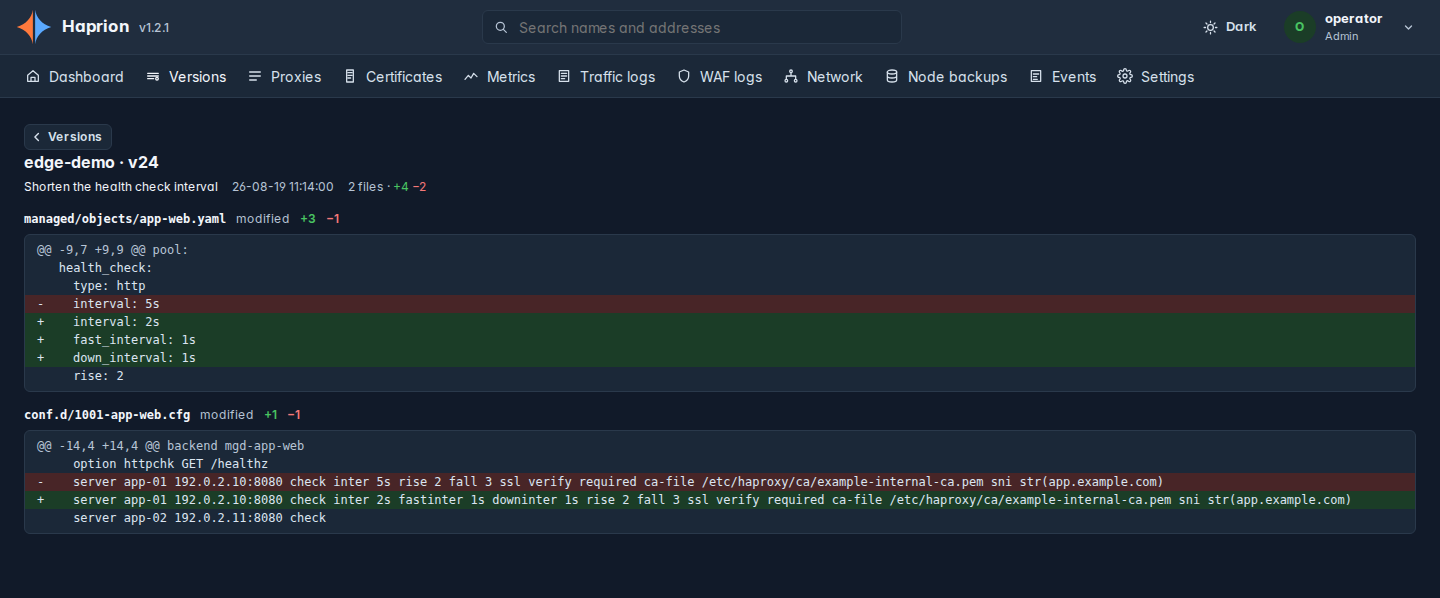 Haprion v1.2.1
Search names and addresses
Dark
O
operator
Admin
Dashboard Versions Proxies Certificates Metrics Traffic logs WAF logs Network Node backups Events Settings
Versions
edge-demo · v24
Shorten the health check interval 26-08-19 11:14:00 2 files · +4 −2
managed/objects/app-web.yaml modified +3 −1
@@ -9,7 +9,9 @@ pool:
health_check:
type: http
- interval: 5s
+ interval: 2s
+ fast_interval: 1s
+ down_interval: 1s
rise: 2
conf.d/1001-app-web.cfg modified +1 −1
@@ -14,4 +14,4 @@ backend mgd-app-web
option httpchk GET /healthz
- server app-01 192.0.2.10:8080 check inter 5s rise 2 fall 3 ssl verify required ca-file /etc/haproxy/ca/example-internal-ca.pem sni str(app.example.com)
+ server app-01 192.0.2.10:8080 check inter 2s fastinter 1s downinter 1s rise 2 fall 3 ssl verify required ca-file /etc/haproxy/ca/example-internal-ca.pem sni str(app.example.com)
server app-02 192.0.2.11:8080 check